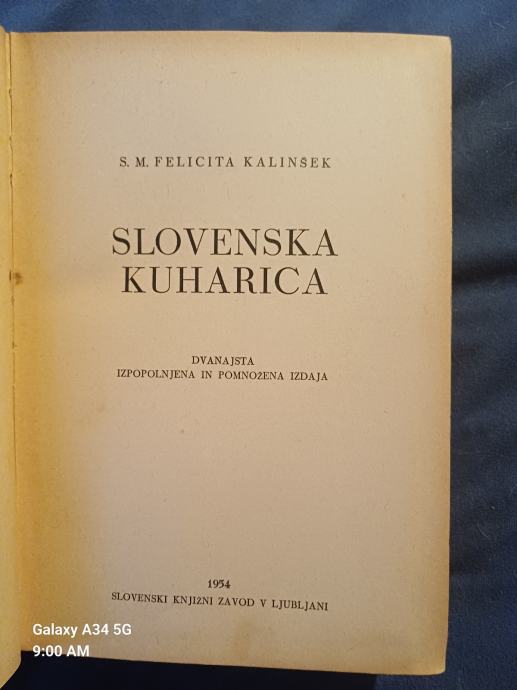 S. M. FELICITA KALINŠEK
SLOVENSKA
KUHARICA
DVANAJSTA
IZPOPOLNJENA IN POMNOŽENA IZDAJA
1954
SLOVENSKI KNJIŽNI ZAVOD V LJUBLJANI
Galaxy A34 5G
9:00 AM